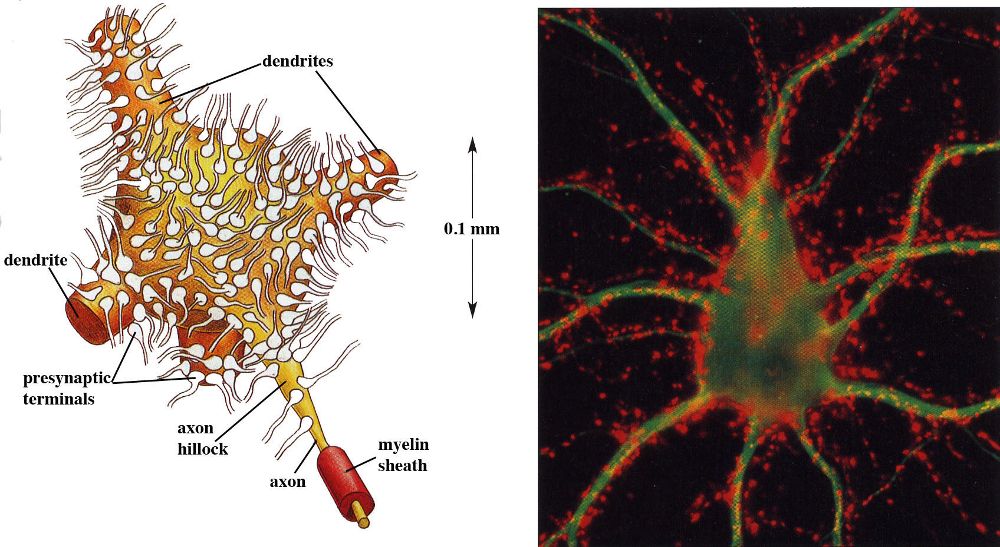 dendrites
0.1 mm
dendrite
presynaptic
terminals
axon
hillock
myelin
sheath
axon